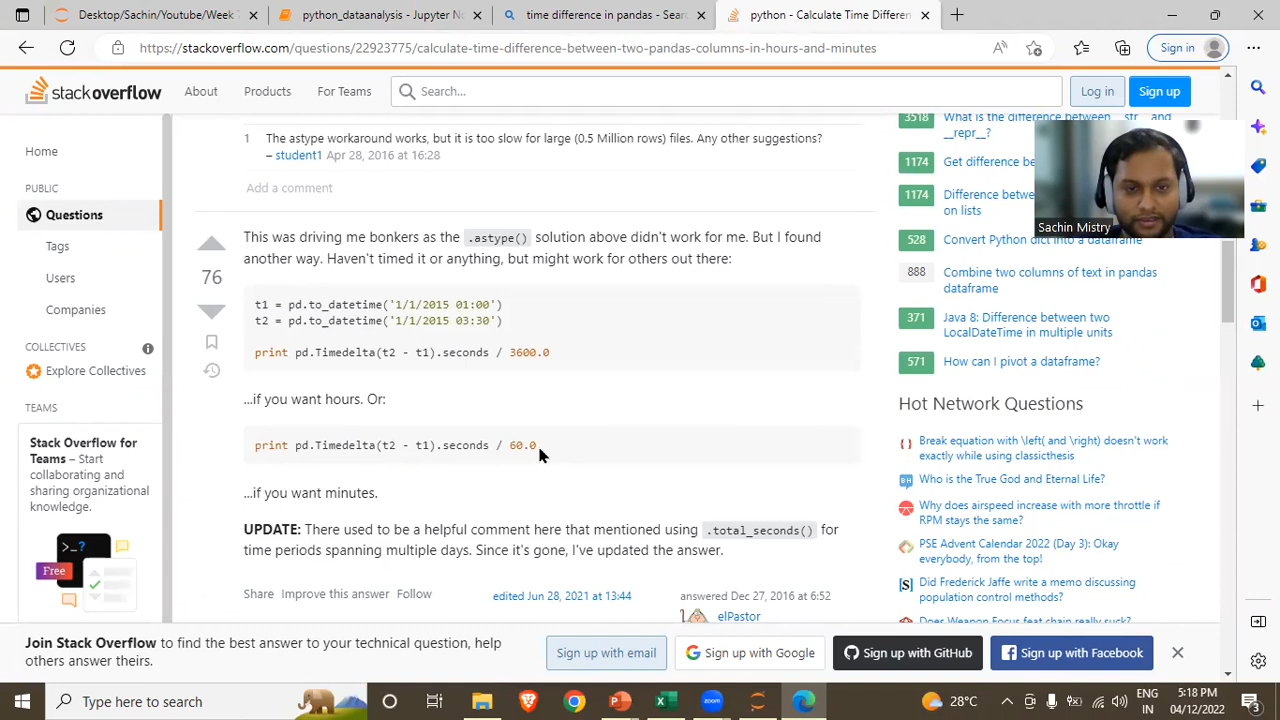 Desktop/Sachin/Youtube/Week
python_dataanalysis - Jupyter No
time difference in pandas - Sear
python - Calculate Time Differen
https://stackoverflow.com/questions/22923775/calculate-time-difference-between-two-pandas-columns-in-hours-and-minutes
Sign in
stack overflow
About
Products
For Teams
Search...
Log in
Sign up
Home
PUBLIC
Questions
Tags
Users
Companies
COLLECTIVES
Explore Collectives
TEAMS
Stack Overflow for
Teams – Start
collaborating and
sharing organizational
knowledge.
>_?
Free
1 The astype workaround works, but it is too slow for large (0.5 Million rows) files. Any other suggestions?
– student1 Apr 28, 2016 at 16:28
Add a comment
76
This was driving me bonkers as the .astype() solution above didn't work for me. But I found
another way. Haven't timed it or anything, but might work for others out there:
t1 = pd.to_datetime('1/1/2015 01:00')
t2 = pd.to_datetime('1/1/2015 03:30')
print pd.Timedelta(t2 - t1).seconds / 3600.0
...if you want hours. Or:
print pd.Timedelta(t2 - t1).seconds / 60.0
...if you want minutes.
UPDATE: There used to be a helpful comment here that mentioned using .total_seconds() for
time periods spanning multiple days. Since it's gone, I've updated the answer.
Share Improve this answer Follow
edited Jun 28, 2021 at 13:44
answered Dec 27, 2016 at 6:52
elPastor
3518 What is the difference between __str__ and
__repr__?
1174 Get difference be
1174 Difference betwe
on lists
528 Convert Python dict into a dataframe
888 Combine two columns of text in pandas
dataframe
371 Java 8: Difference between two
LocalDateTime in multiple units
571 How can I pivot a dataframe?
Sachin Mistry
Hot Network Questions
Break equation with \left( and \right) doesn't work
exactly while using classicthesis
BH Who is the True God and Eternal Life?
Why does airspeed increase with more throttle if
RPM stays the same?
PSE Advent Calendar 2022 (Day 3): Okay
everybody, from the top!
Did Frederick Jaffe write a memo discussing
population control methods?
Does Weapon Focus feat chain really suck?
Join Stack Overflow to find the best answer to your technical question, help
others answer theirs.
Sign up with email
Sign up with Google
Sign up with GitHub
Sign up with Facebook
Type here to search
zoom
28°C
ENG
IN
5:18 PM
04/12/2022
3